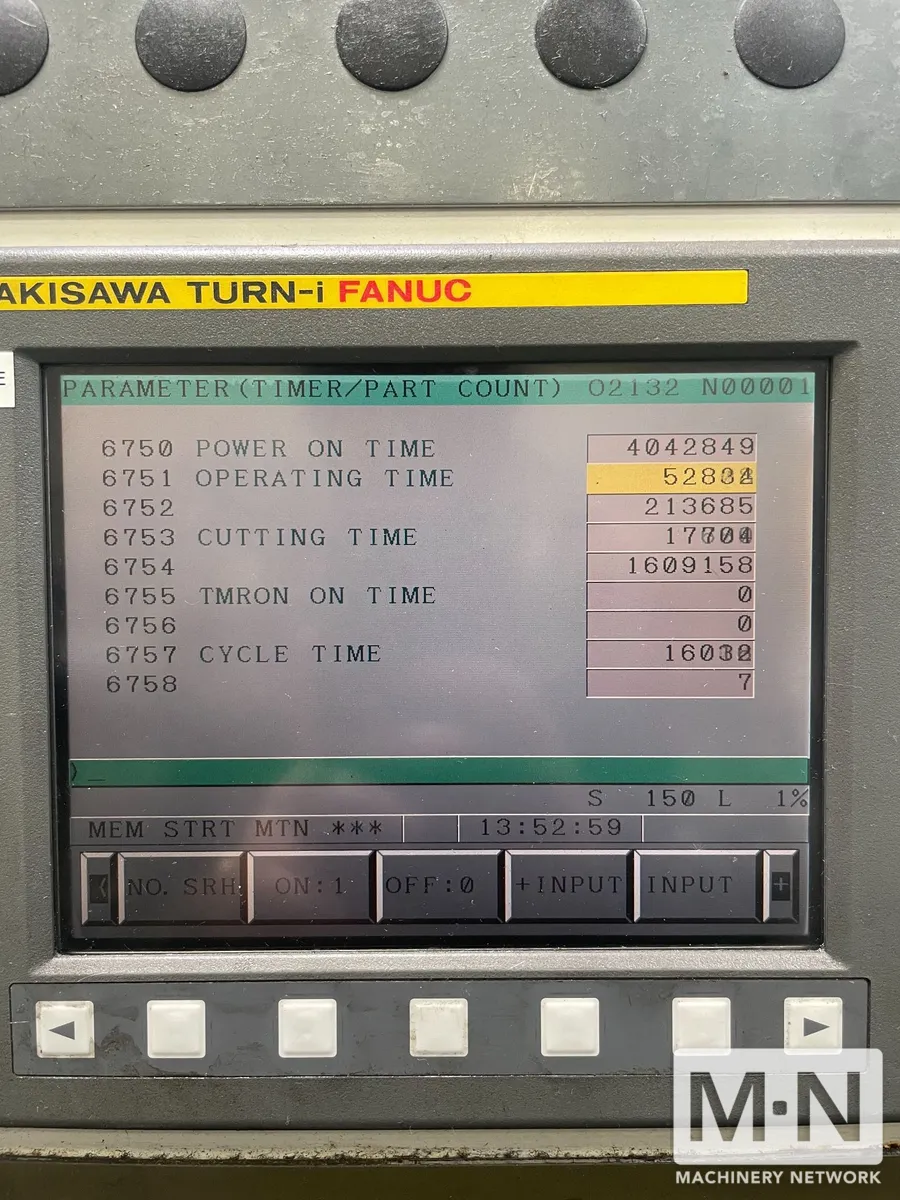 AKISAWA TURN-i FANUC
E
PARAMETER(TIMER/PART COUNT) O2132 N00001
6750 POWER ON TIME 4042849
6751 OPERATING TIME
6752 213685
6753 CUTTING TIME
6754 1609158
6755 TMRON ON TIME 0
6756 0
6757 CYCLE TIME
6758 7
>_
S 150 L 1%
MEM STRT MTN *** 13:52:59
NO. SRH ON:1 OFF:0 +INPUT INPUT +
M·N
MACHINERY NETWORK